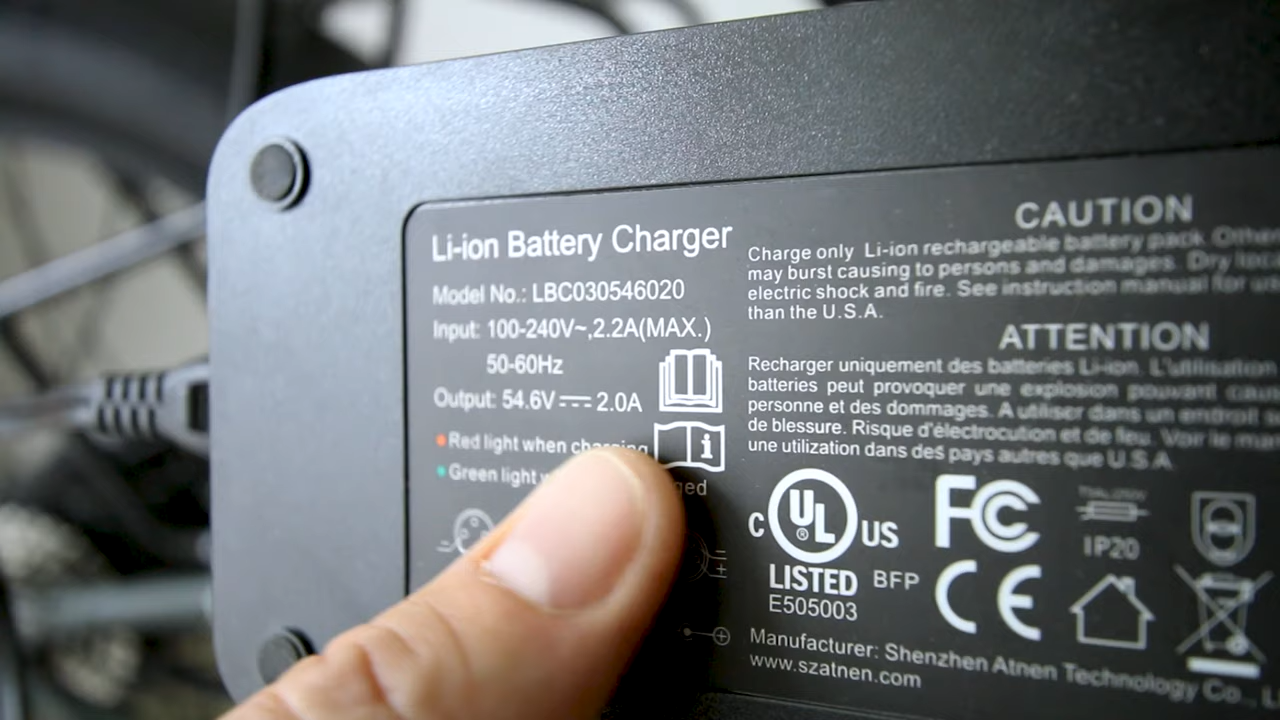 Li-ion Battery Charger
Model No.: LBC030546020
Input: 100-240V~,2.2A(MAX.)
50-60Hz
Output: 54.6V 2.0A
Red light when charging
Green light
CAUTION
Charge only Li-ion rechargeable battery pack. Other
may burst causing to persons and damages. Dry
electric shock and fire. See instruction manual for
than the U.S.A.
ATTENTION
Recharger uniquement des batteries Li-ion. L'utilisation
batteries peut provoquer une explosion pouvant
personne et des dommages. A utiliser dans un endroit
de blessure. Risque d'électrocution et de feu. Voir le
une utilisation dans des pays autres que U.S.A.
C UL US
LISTED
E505003
BFP
FC
CE
IP20
Manufacturer: Shenzhen Atnen Technology Co.,
www.szatnen.com